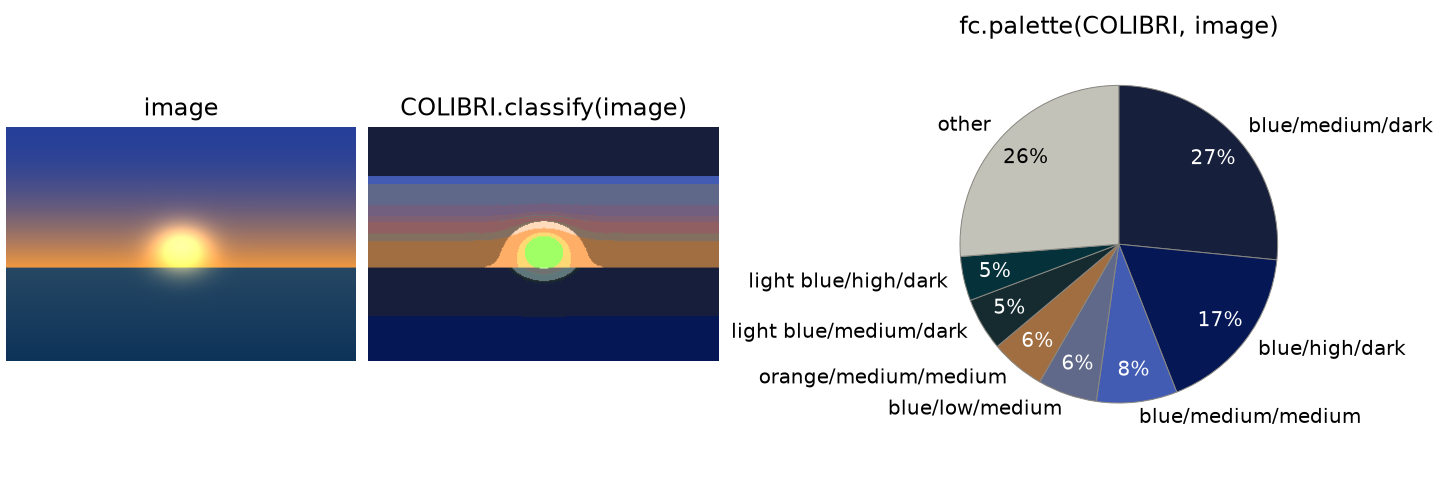 fc.palette(COLIBRI, image)
image
COLIBRI.classify(image)
other
26%
blue/medium/dark
27%
light blue/high/dark
5%
17%
light blue/medium/dark
5%
blue/high/dark
6%
6%
8%
orange/medium/medium
blue/low/medium
blue/medium/medium